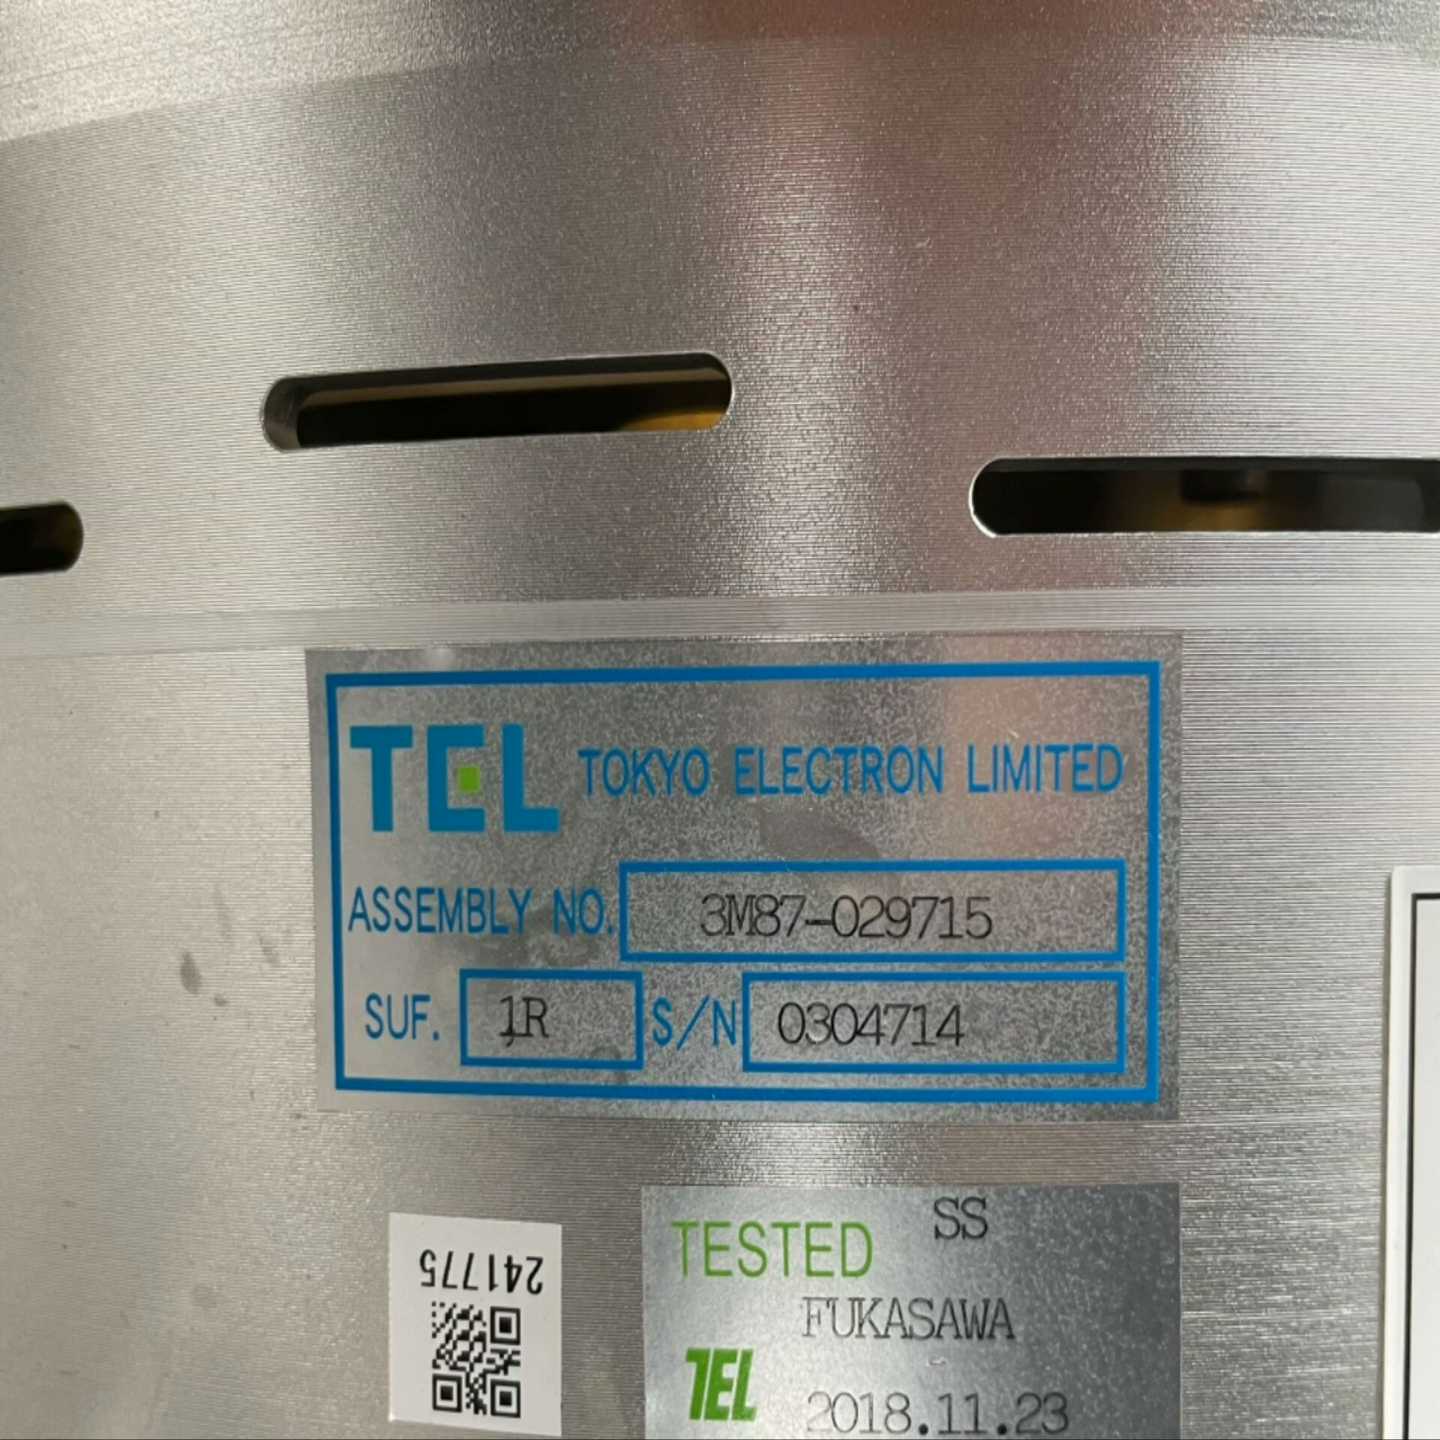 TEL TOKYO ELECTRON LIMITED
ASSEMBLY NO. 3M87-029715
SUF. 1R S/N 0304714
241775
TESTED SS
FUKASAWA
TEL 2018.11.23